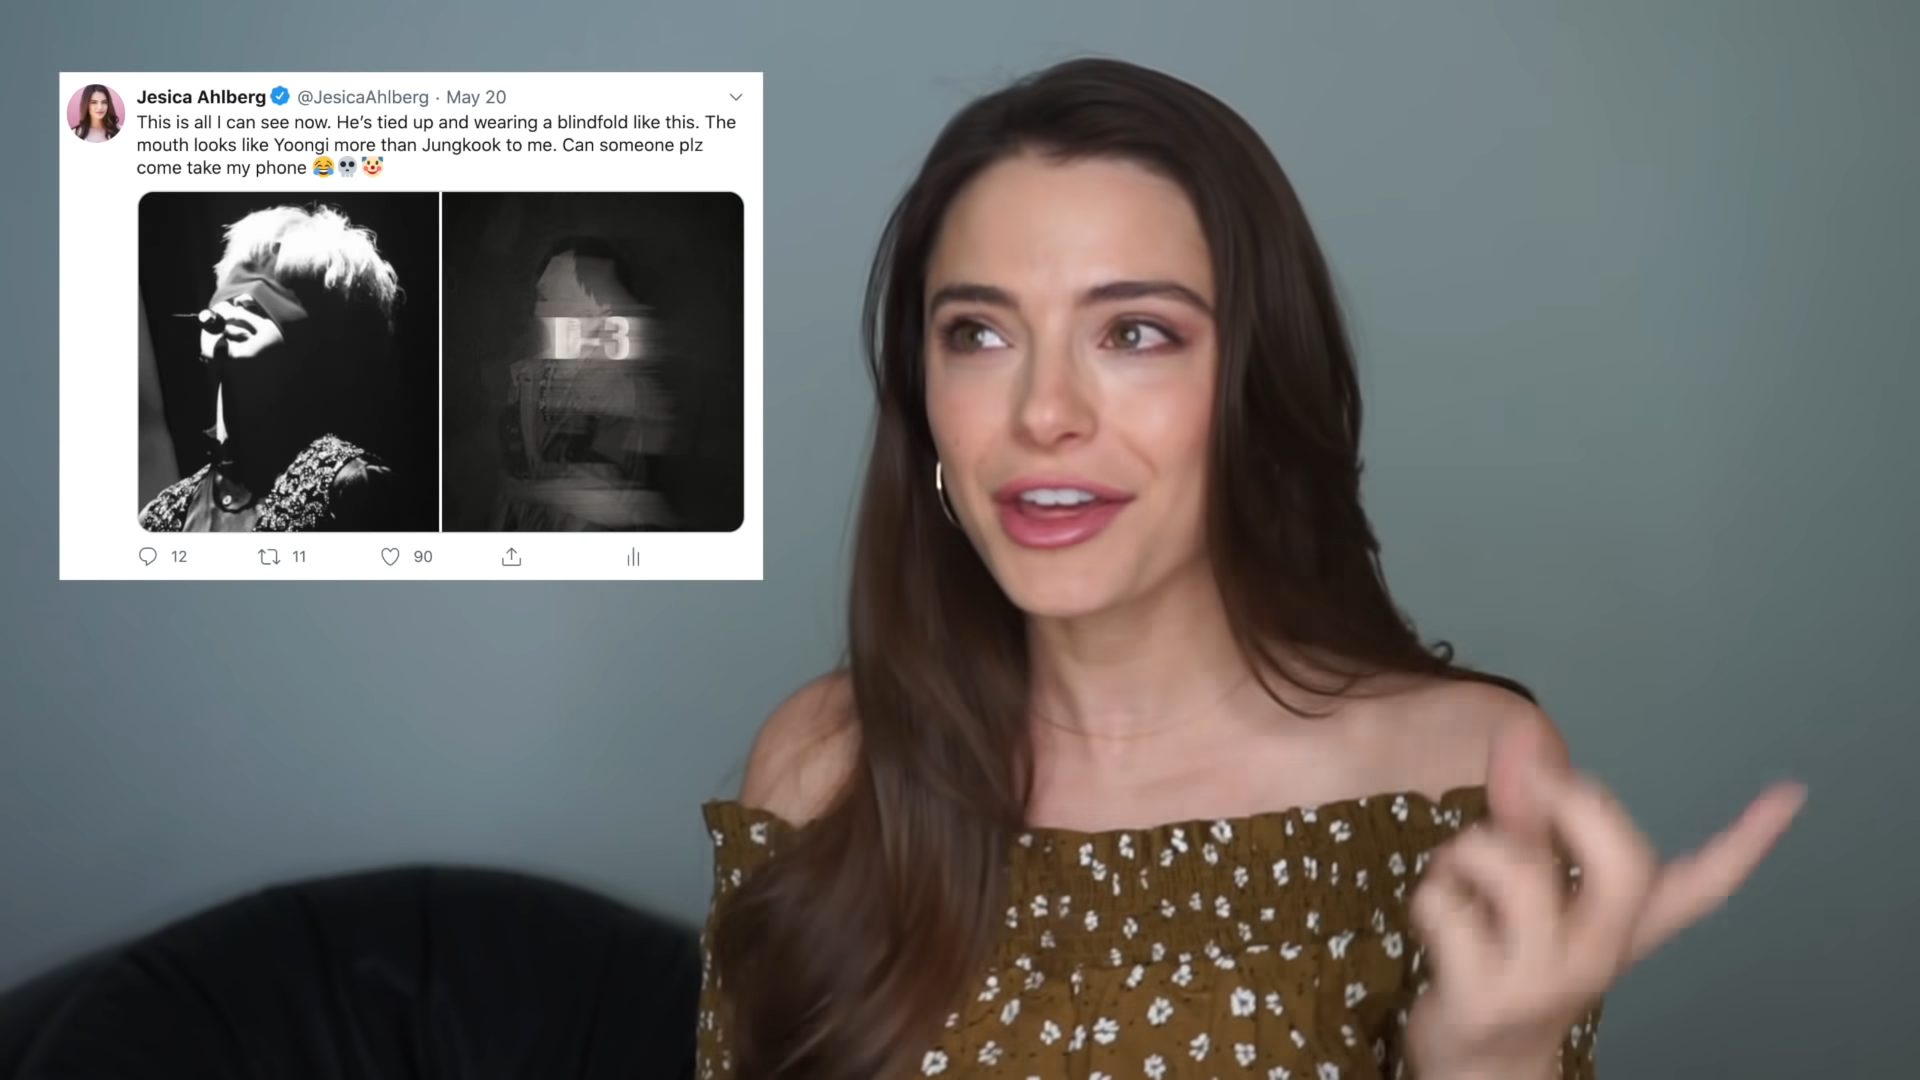 Jesica Ahlberg @JesicaAhlberg · May 20
This is all I can see now. He’s tied up and wearing a blindfold like this. The
mouth looks like Yoongi more than Jungkook to me. Can someone plz
come take my phone 😂💀🤡
D-3
12 11 90